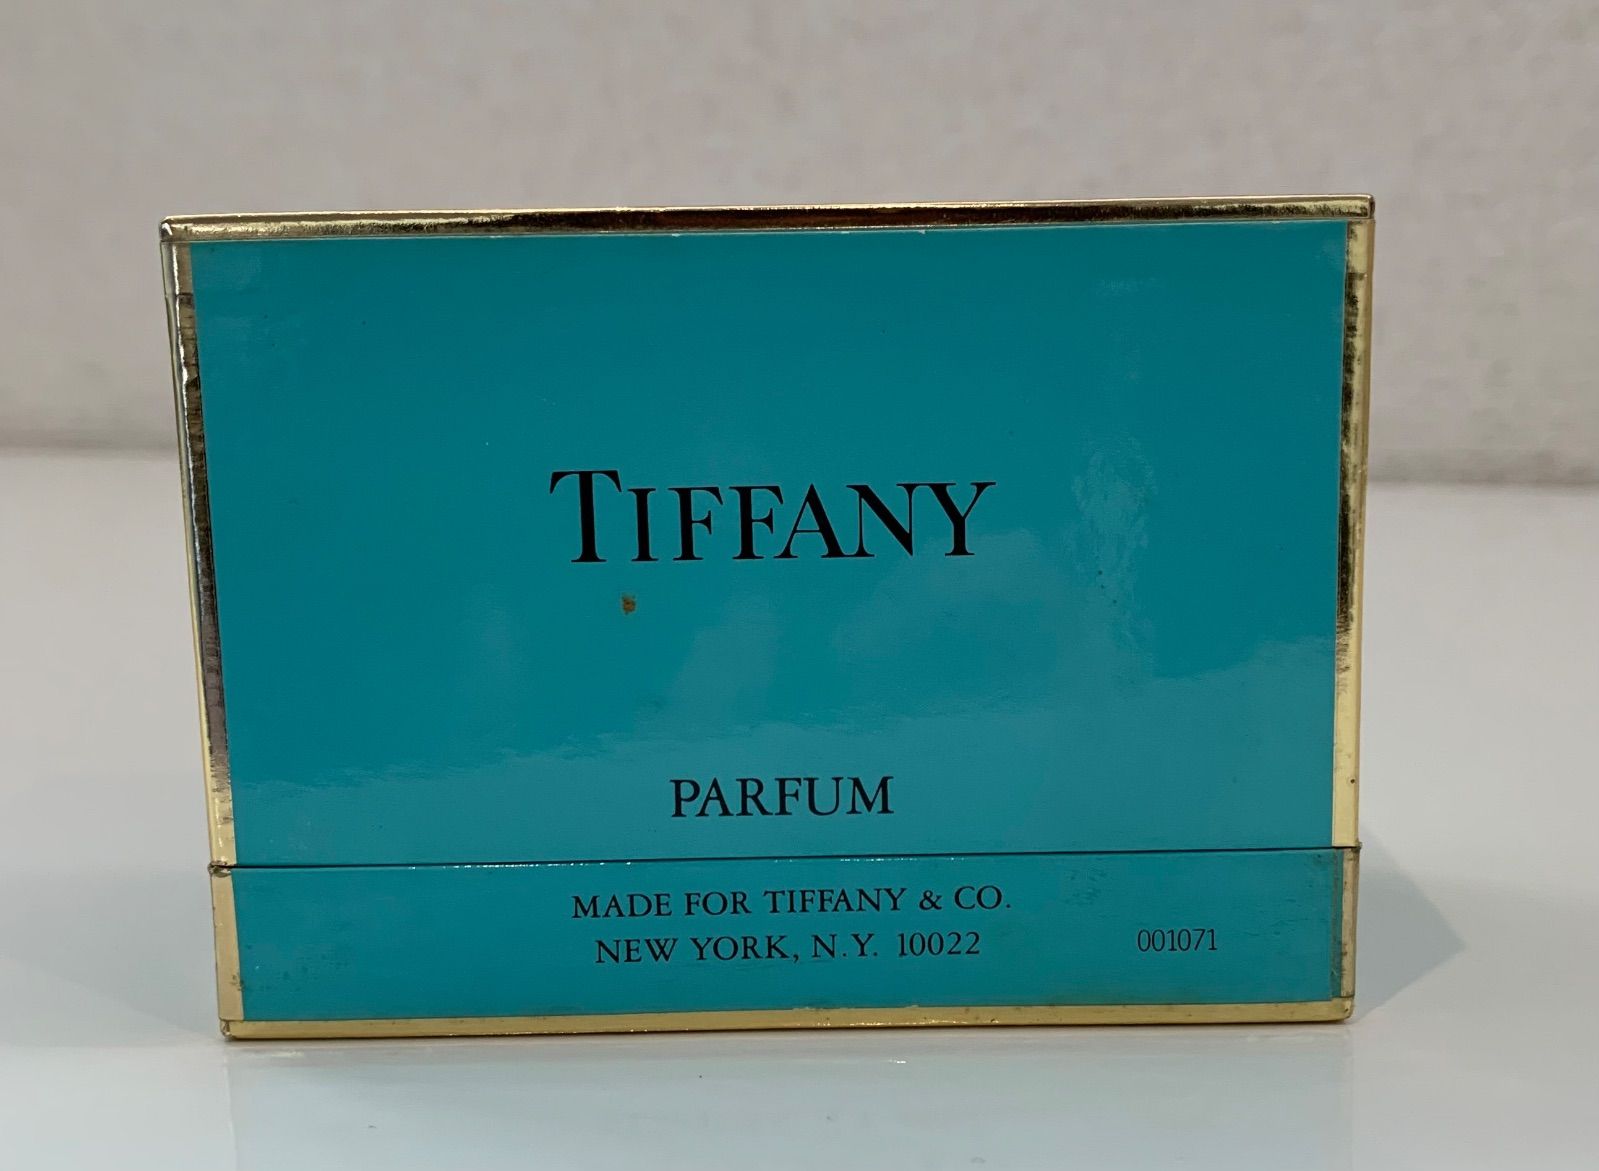 TIFFANY
PARFUM
MADE FOR TIFFANY & CO.
NEW YORK, N.Y. 10022
001071